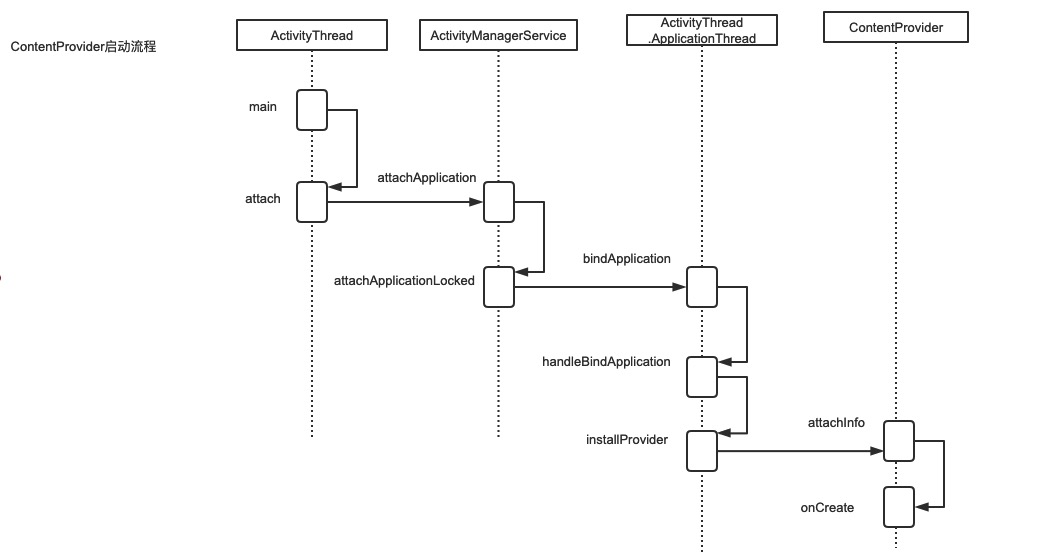 ContentProvider启动流程
ActivityThread
ActivityManagerService
ActivityThread
.ApplicationThread
ContentProvider
main
attach
attachApplication
attachApplicationLocked
bindApplication
handleBindApplication
installProvider
attachInfo
onCreate